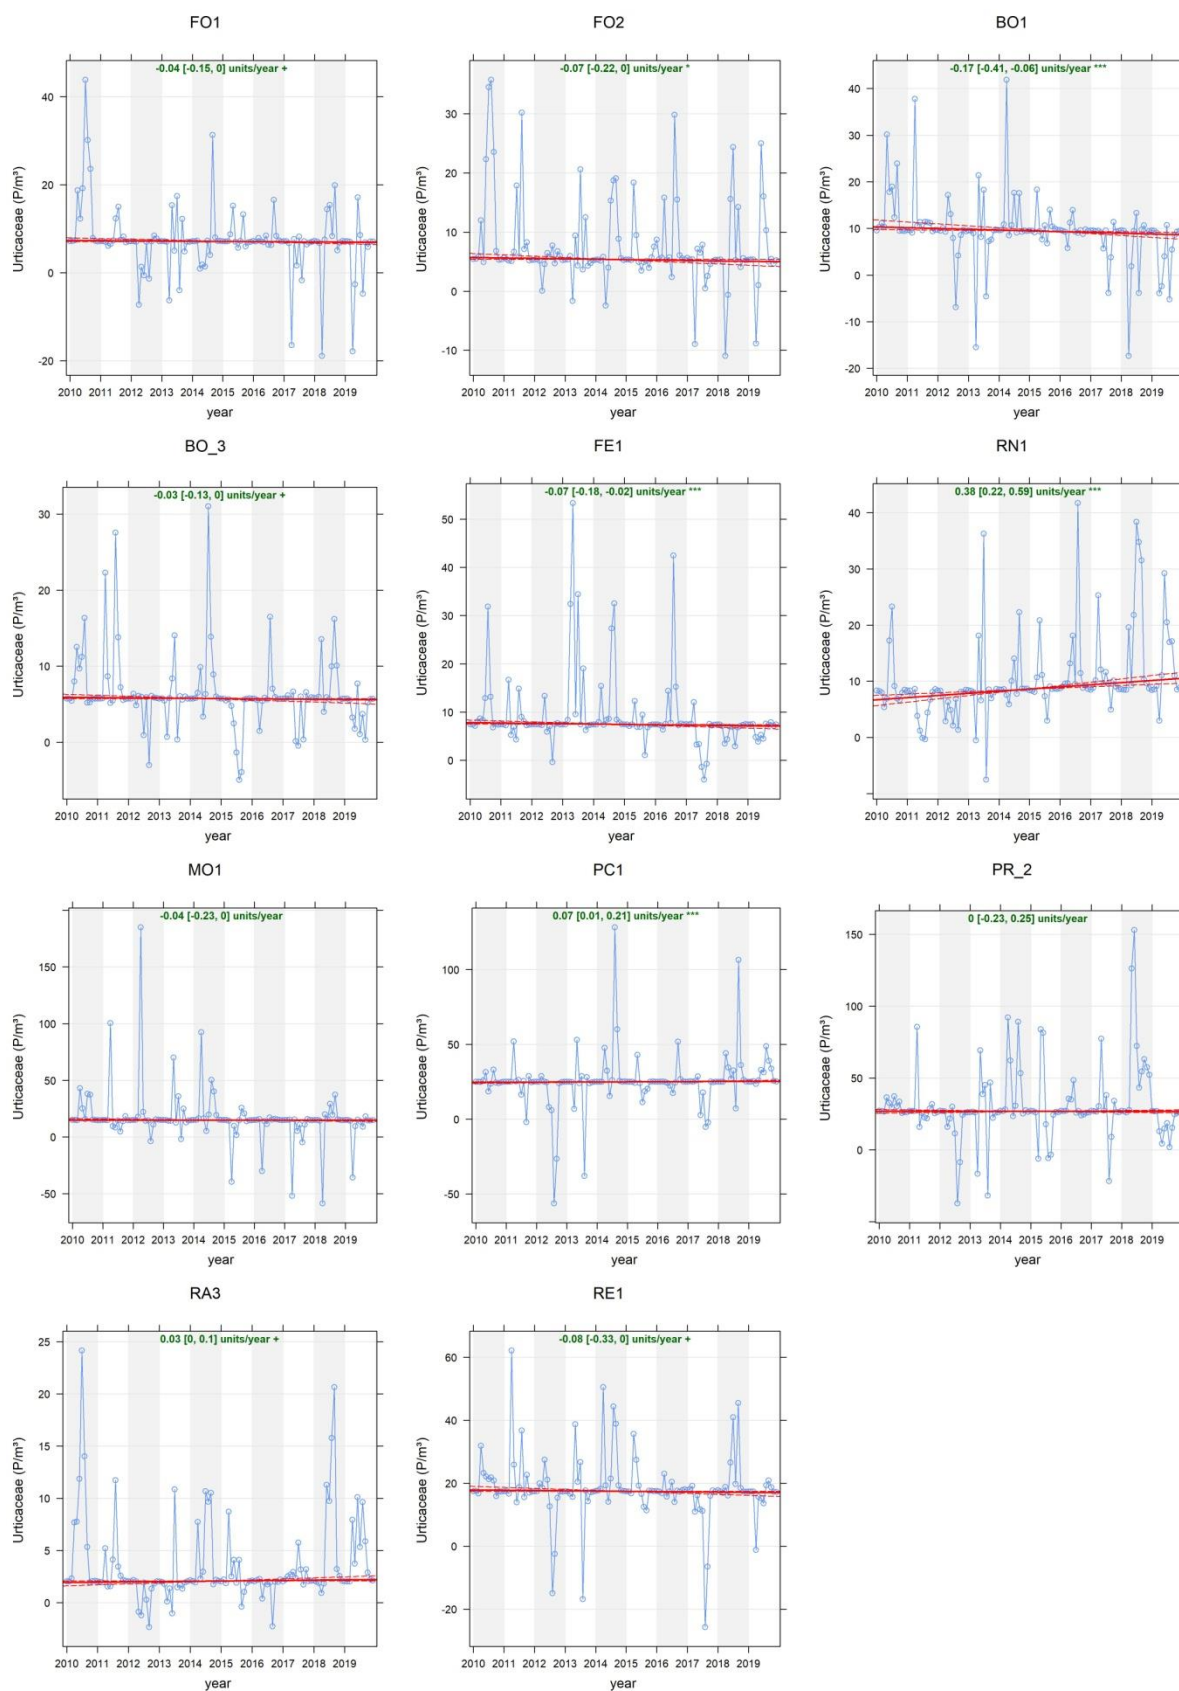 FO1
FO2
BO1
-0.04 [-0.15, 0] units/year +
-0.07 [-0.22, 0] units/year *
-0.17 [-0.41, -0.06] units/year ***
Urticaceae (P/m³)
40
20
0
-20
Urticaceae (P/m³)
30
20
10
0
-10
Urticaceae (P/m³)
40
30
20
10
0
-10
-20
2010 2011 2012 2013 2014 2015 2016 2017 2018 2019
2010 2011 2012 2013 2014 2015 2016 2017 2018 2019
2010 2011 2012 2013 2014 2015 2016 2017 2018 2019
year
year
year
BO_3
FE1
RN1
-0.03 [-0.13, 0] units/year +
-0.07 [-0.18, -0.02] units/year ***
0.38 [0.22, 0.59] units/year ***
Urticaceae (P/m³)
30
20
10
0
Urticaceae (P/m³)
50
40
30
20
10
0
Urticaceae (P/m³)
40
30
20
10
0
2010 2011 2012 2013 2014 2015 2016 2017 2018 2019
2010 2011 2012 2013 2014 2015 2016 2017 2018 2019
2010 2011 2012 2013 2014 2015 2016 2017 2018 2019
year
year
year
MO1
PC1
PR_2
-0.04 [-0.23, 0] units/year
0.07 [0.01, 0.21] units/year ***
0 [-0.23, 0.25] units/year
Urticaceae (P/m³)
150
100
50
0
-50
Urticaceae (P/m³)
100
50
0
-50
Urticaceae (P/m³)
150
100
50
0
2010 2011 2012 2013 2014 2015 2016 2017 2018 2019
2010 2011 2012 2013 2014 2015 2016 2017 2018 2019
2010 2011 2012 2013 2014 2015 2016 2017 2018 2019
year
year
year
RA3
RE1
0.03 [0, 0.1] units/year +
-0.08 [-0.33, 0] units/year +
Urticaceae (P/m³)
25
20
15
10
5
0
Urticaceae (P/m³)
60
40
20
0
-20
2010 2011 2012 2013 2014 2015 2016 2017 2018 2019
2010 2011 2012 2013 2014 2015 2016 2017 2018 2019
year
year